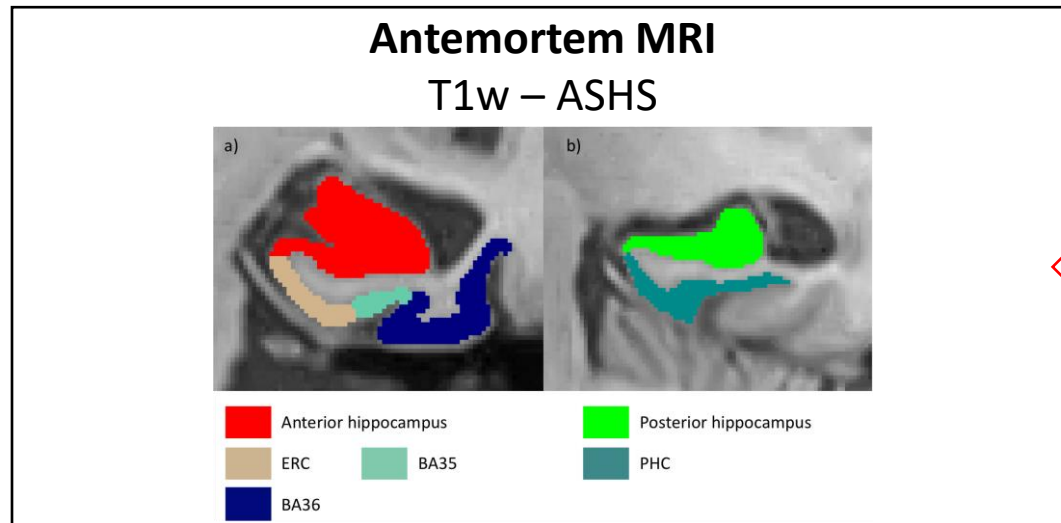 Antemortem MRI
T1w – ASHS
a) b)
Anterior hippocampus Posterior hippocampus
ERC BA35 PHC
BA36